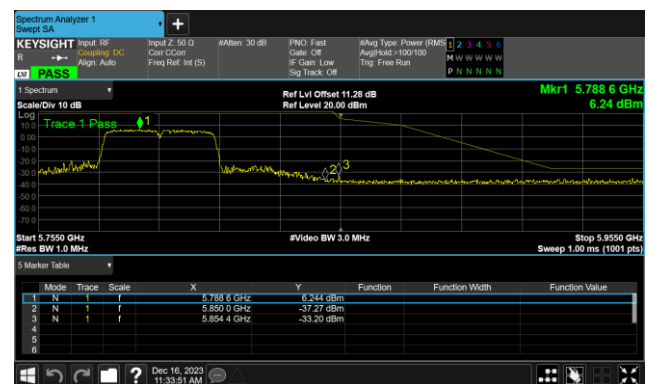 Spectrum Analyzer 1
Swept SA
+
KEYSIGHT Input: RF
R Coupling: DC
Align: Auto
LXI PASS
Input Z: 50 Ω
Corr CCorr
Freq Ref: Int (S)
#Atten: 30 dB
PNO: Fast
Gate: Off
IF Gain: Low
Sig Track: Off
#Avg Type: Power (RMS
Avg|Hold:>100/100
Trig: Free Run
1 2 3 4 5 6
M W W W W W
P N N N N N
1 Spectrum
Scale/Div 10 dB
Ref Lvl Offset 11.28 dB
Ref Level 20.00 dBm
Mkr1 5.788 6 GHz
6.24 dBm
Log
Trace 1 Pass
1
2
3
10.0
0.00
-10.0
-20.0
-30.0
-40.0
-50.0
-60.0
-70.0
Start 5.7550 GHz
#Video BW 3.0 MHz
Stop 5.9550 GHz
#Res BW 1.0 MHz
Sweep 1.00 ms (1001 pts)
5 Marker Table
Mode Trace Scale X Y Function Function Width Function Value
1 N 1 f 5.788 6 GHz 6.244 dBm
2 N 1 f 5.850 0 GHz -37.27 dBm
3 N 1 f 5.854 4 GHz -33.20 dBm
4
5
6
? Dec 16, 2023
11:33:51 AM